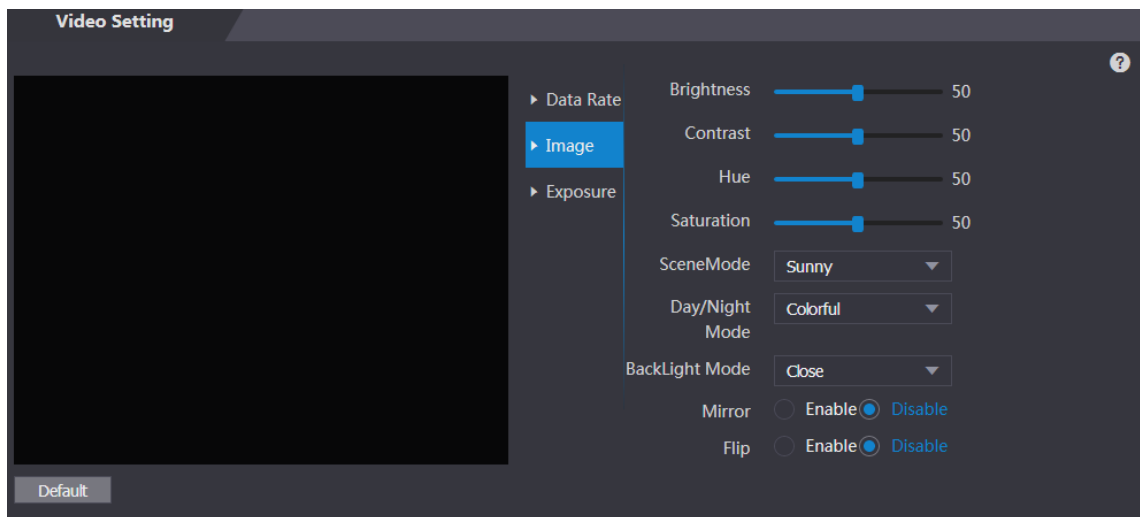 Video Setting
?
Data Rate
Image
Exposure
Brightness 50
Contrast 50
Hue 50
Saturation 50
SceneMode Sunny
Day/Night Colorful
Mode
BackLight Mode Close
Mirror Enable Disable
Flip Enable Disable
Default